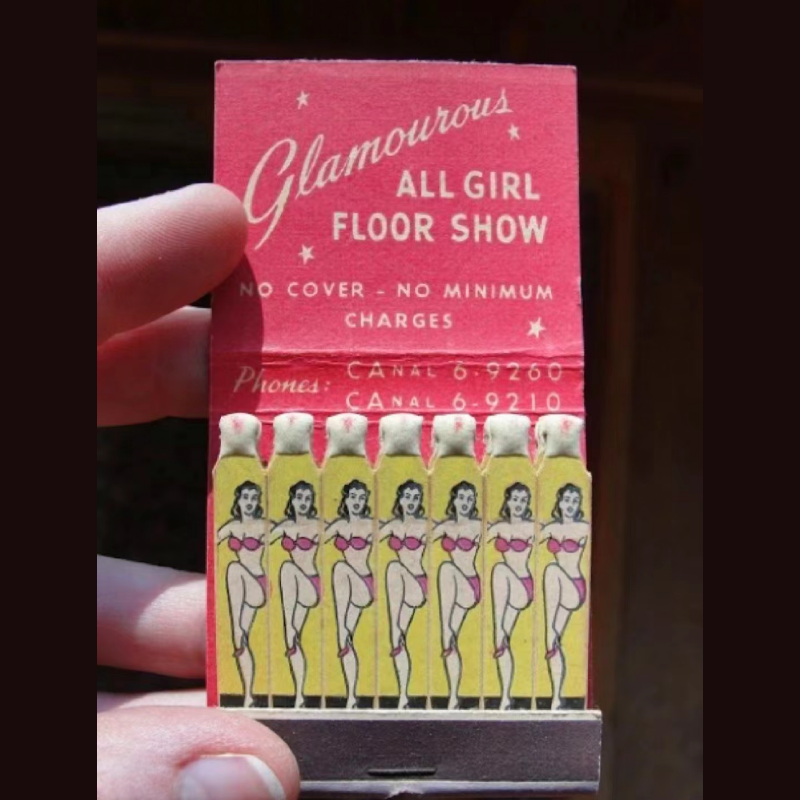 Glamourous
ALL GIRL
FLOOR SHOW
NO COVER - NO MINIMUM
CHARGES
Phones: CANAL 6-9260
CANAL 6-9210